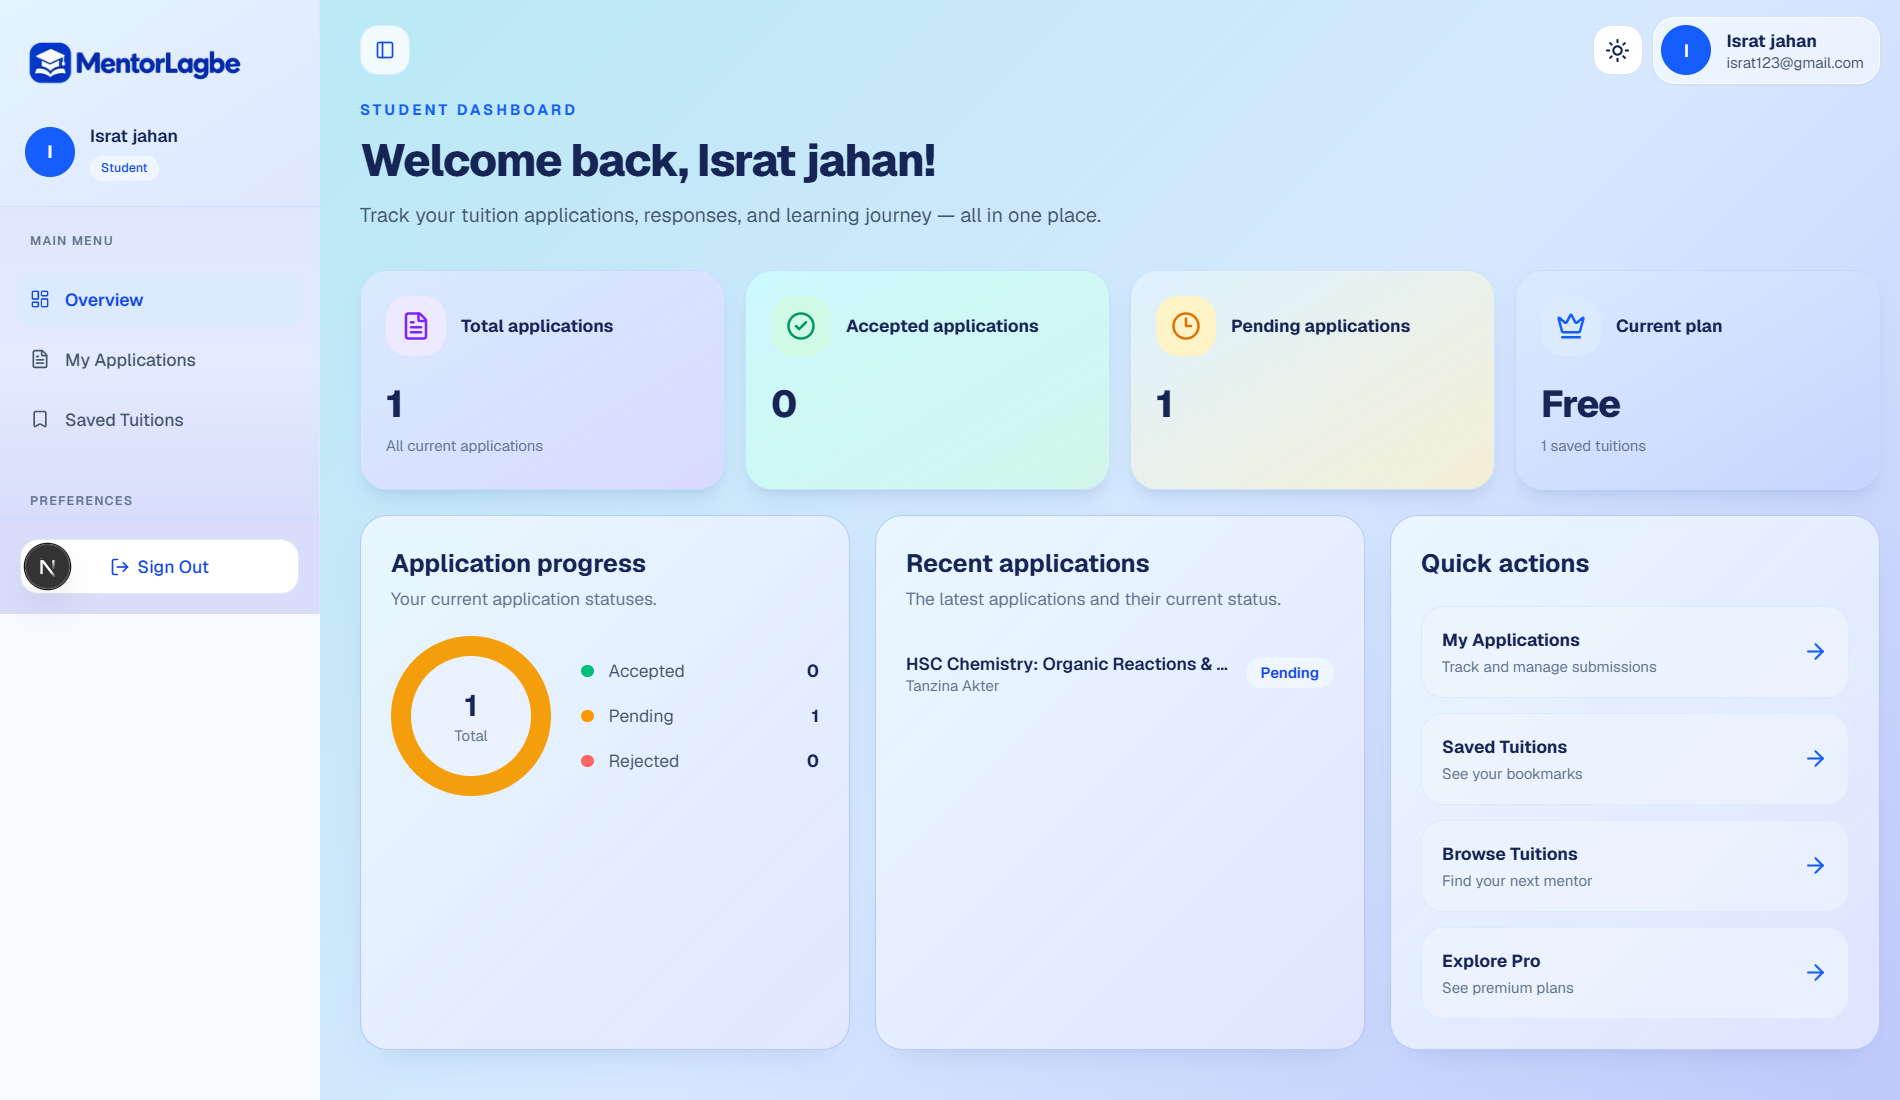 MentorLagbe
I
Israt jahan
Student
MAIN MENU
Overview
My Applications
Saved Tuitions
PREFERENCES
N
Sign Out
I
Israt jahan
israt123@gmail.com
STUDENT DASHBOARD
Welcome back, Israt jahan!
Track your tuition applications, responses, and learning journey — all in one place.
Total applications
1
All current applications
Accepted applications
0
Pending applications
1
Current plan
Free
1 saved tuitions
Application progress
Your current application statuses.
1
Total
Accepted 0
Pending 1
Rejected 0
Recent applications
The latest applications and their current status.
HSC Chemistry: Organic Reactions & ...
Tanzina Akter
Pending
Quick actions
My Applications
Track and manage submissions
Saved Tuitions
See your bookmarks
Browse Tuitions
Find your next mentor
Explore Pro
See premium plans